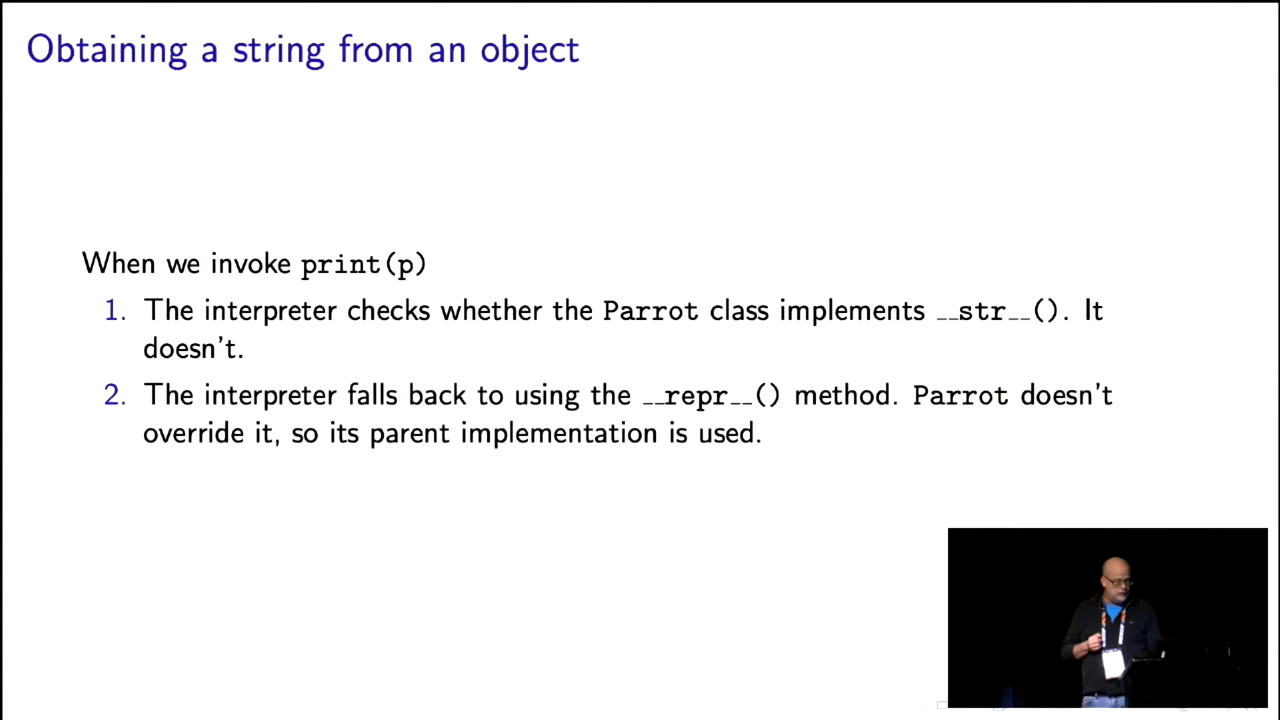 Obtaining a string from an object
When we invoke print(p)
1. The interpreter checks whether the Parrot class implements __str__(). It
doesn't.
2. The interpreter falls back to using the __repr__() method. Parrot doesn't
override it, so its parent implementation is used.